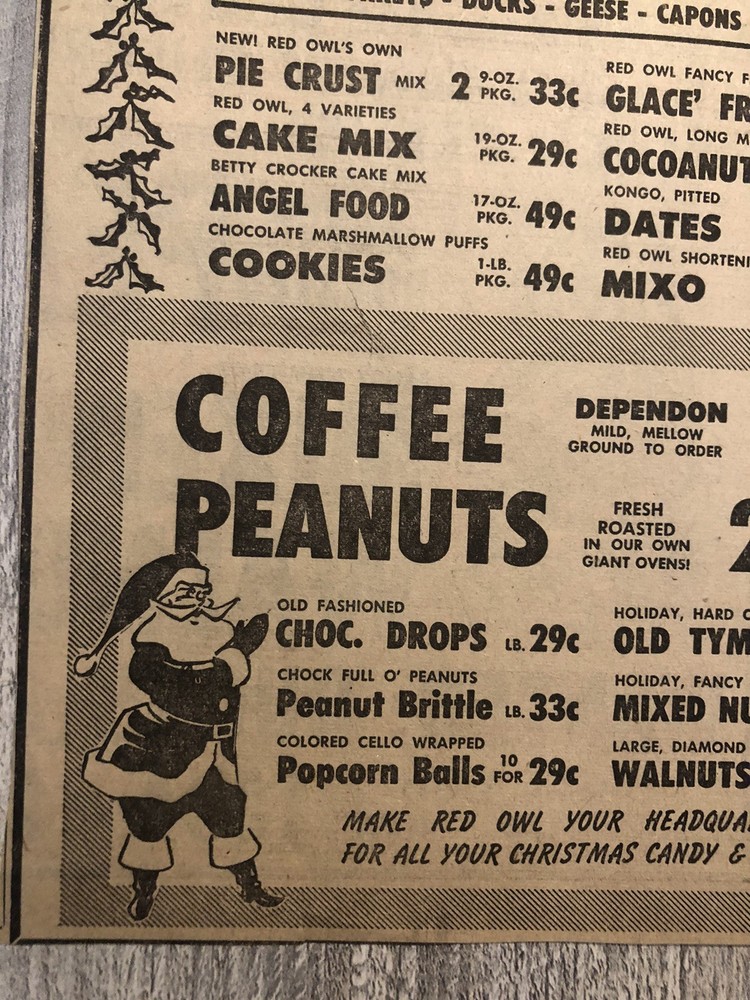 DUCKS - GEESE - CAPONS
NEW! RED OWL'S OWN
PIE CRUST MIX 2 9-OZ. PKG. 33c
RED OWL, 4 VARIETIES
CAKE MIX 19-OZ. PKG. 29c
BETTY CROCKER CAKE MIX
ANGEL FOOD 17-OZ. PKG. 49c
CHOCOLATE MARSHMALLOW PUFFS
COOKIES 1-LB. PKG. 49c
RED OWL FANCY F
GLACE' FR
RED OWL, LONG
COCOANUT
KONGO, PITTED
DATES
RED OWL SHORTENI
MIXO
COFFEE
DEPENDON
MILD, MELLOW
GROUND TO ORDER
PEANUTS
FRESH
ROASTED
IN OUR OWN
GIANT OVENS!
2
OLD FASHIONED
CHOC. DROPS LB. 29c
CHOCK FULL O' PEANUTS
Peanut Brittle LB. 33c
COLORED CELLO WRAPPED
Popcorn Balls 10 FOR 29c
HOLIDAY, HARD C
OLD TYM
HOLIDAY, FANCY
MIXED NU
LARGE, DIAMOND
WALNUTS
MAKE RED OWL YOUR HEADQUA
FOR ALL YOUR CHRISTMAS CANDY &